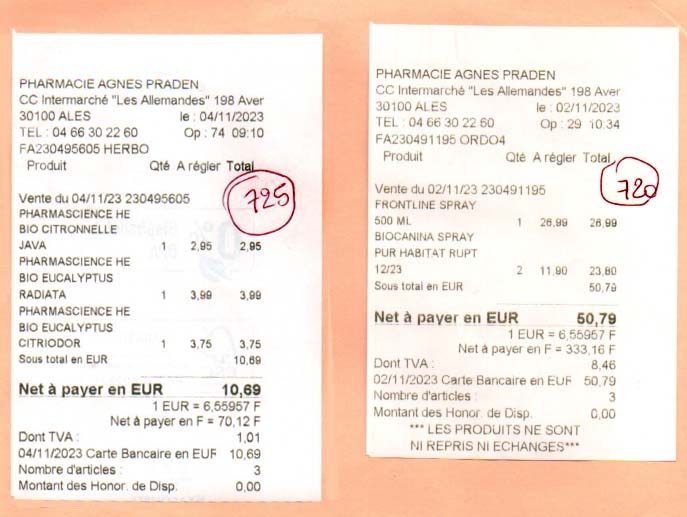 PHARMACIE AGNES PRADEN
CC Intermarché "Les Allemandes" 198 Aver
30100 ALES le : 04/11/2023
TEL : 04 66 30 22 60 Op : 74 09:10
FA230495605 HERBO
Produit Qté A régler Total
725
Vente du 04/11/23 230495605
PHARMASCIENCE HE
BIO CITRONNELLE
JAVA 1 2,95 2,95
PHARMASCIENCE HE
BIO EUCALYPTUS
RADIATA 1 3,99 3,99
PHARMASCIENCE HE
BIO EUCALYPTUS
CITRIODOR 1 3,75 3,75
Sous total en EUR 10,69
Net à payer en EUR 10,69
1 EUR = 6,55957 F
Net à payer en F = 70,12 F
Dont TVA : 1,01
04/11/2023 Carte Bancaire en EUF 10,69
Nombre d'articles : 3
Montant des Honor. de Disp. 0,00
PHARMACIE AGNES PRADEN
CC Intermarché "Les Allemandes" 198 Aver
30100 ALES le : 02/11/2023
TEL : 04 66 30 22 60 Op : 29 10:34
FA230491195 ORDO4
Produit Qté A régler Total
720
Vente du 02/11/23 230491195
FRONTLINE SPRAY
500 ML 1 26,99 26,99
BIOCANINA SPRAY
PUR HABITAT RUPT
12/23 2 11,90 23,80
Sous total en EUR 50,79
Net à payer en EUR 50,79
1 EUR = 6,55957 F
Net à payer en F = 333,16 F
Dont TVA : 8,46
02/11/2023 Carte Bancaire en EUF 50,79
Nombre d'articles : 3
Montant des Honor. de Disp. 0,00
*** LES PRODUITS NE SONT
NI REPRIS NI ECHANGES***